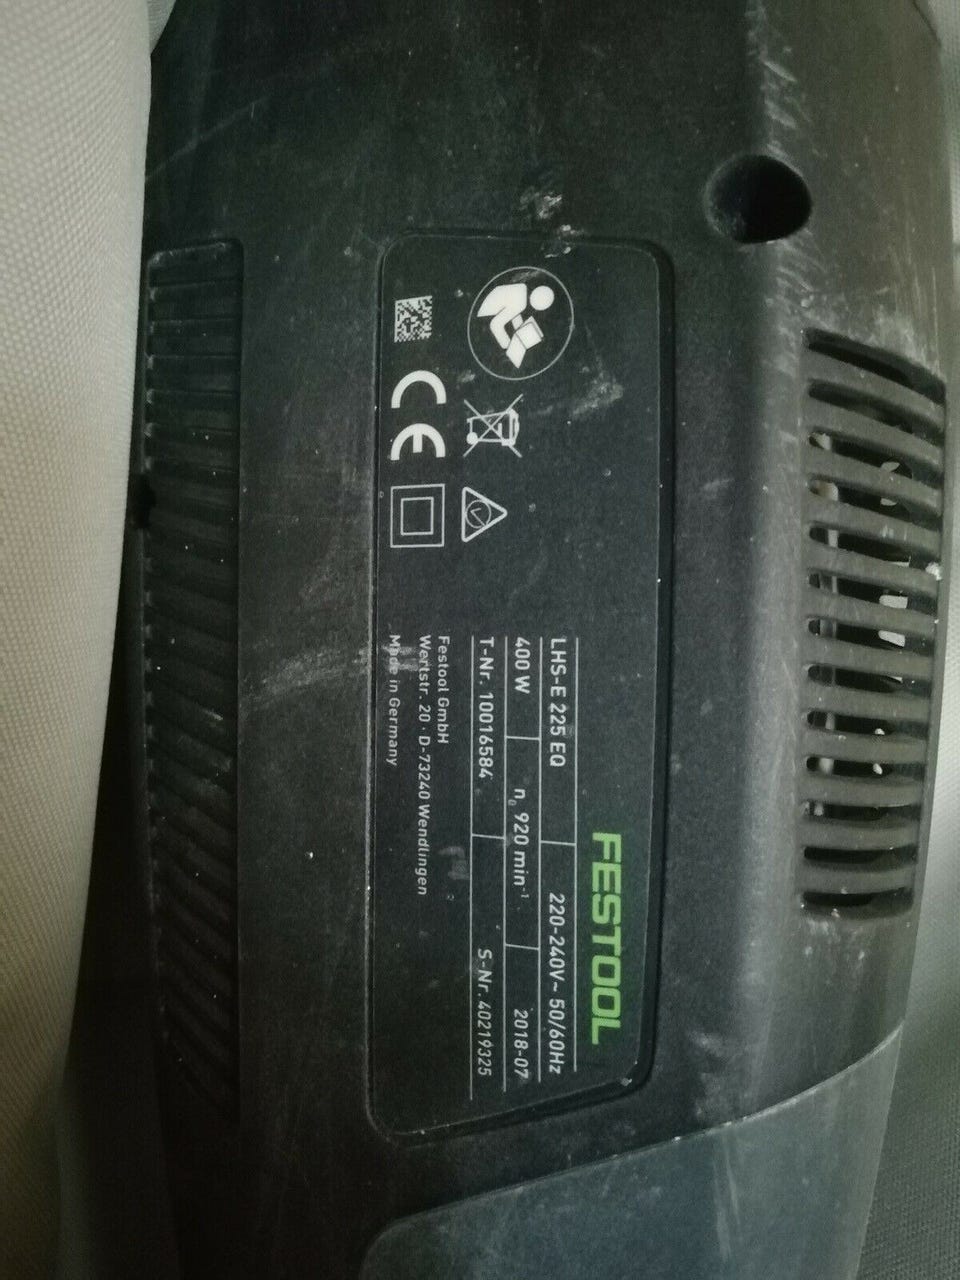 FESTOOL
LHS-E 225 EQ 220-240V~ 50/60Hz
400 W n₀ 920 min⁻¹ 2018-07
T-Nr. 10016584 S-Nr. 40219325
Festool GmbH
Wertstr. 20 · D-73240 Wendlingen
Made in Germany
CE